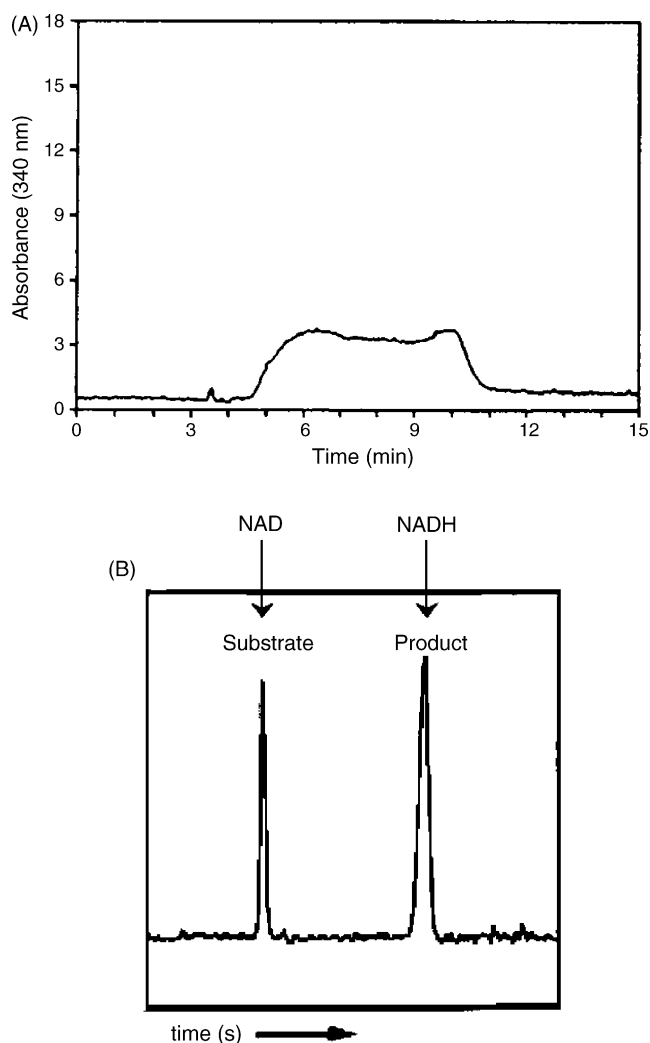 (A)
18
15
12
9
6
3
0
Absorbance (340 nm)
0 3 6 9 12 15
Time (min)
NAD NADH
(B)
Substrate Product
time (s)